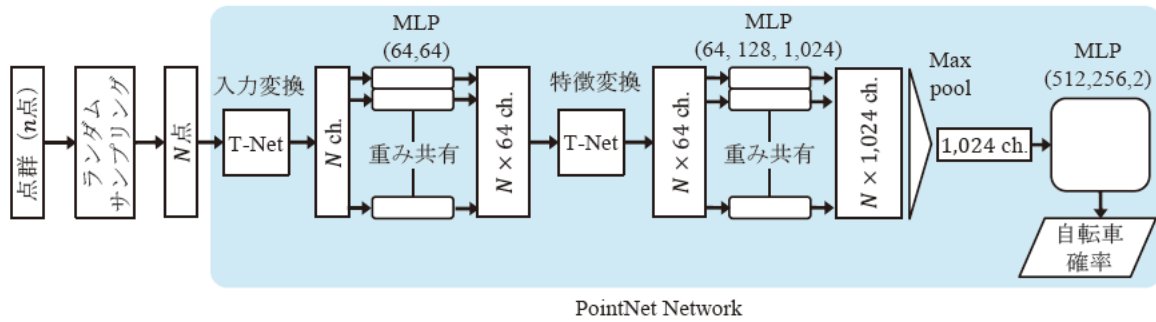 点群（n点）
ランダム
サンプリング
N点
入力変換
T-Net
N ch.
MLP
(64,64)
重み共有
N × 64 ch.
特徴変換
T-Net
N × 64 ch.
MLP
(64, 128, 1,024)
重み共有
N × 1,024 ch.
Max
pool
1,024 ch.
MLP
(512,256,2)
自転車
確率
PointNet Network